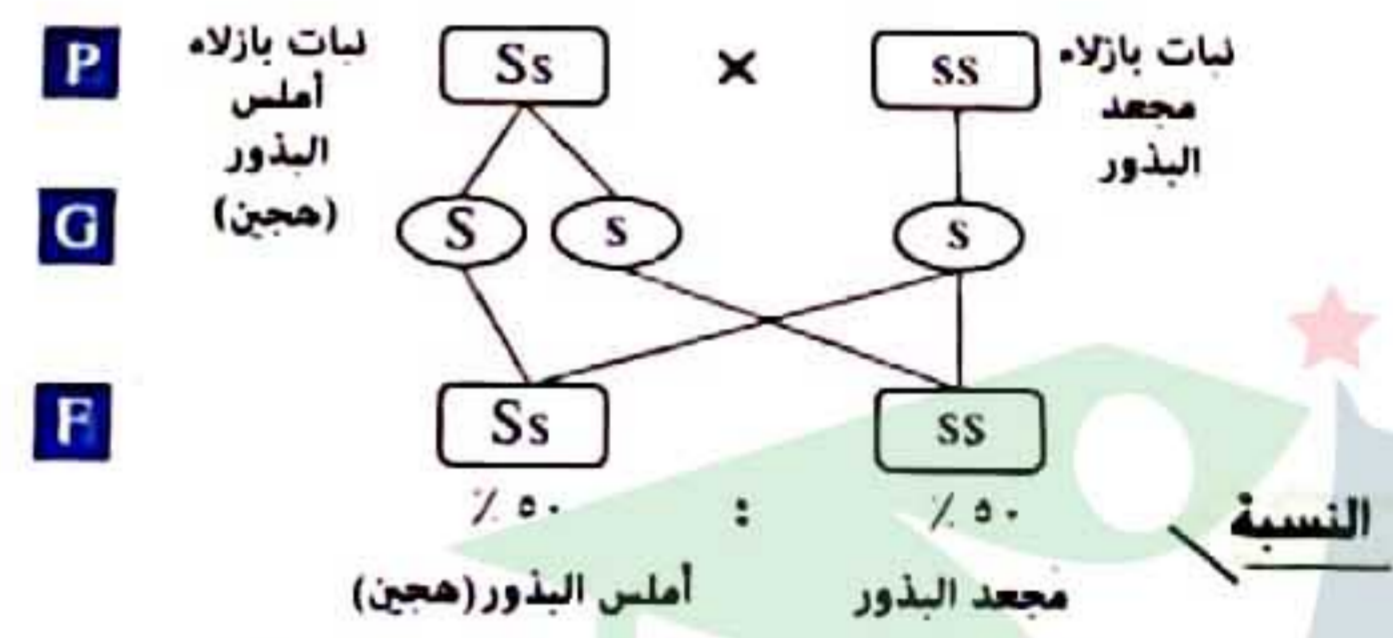 P
نبات بازلاء
أملس
البذور
(هجين)
Ss
×
ss
نبات بازلاء
مجعد
البذور
G
S
s
s
F
Ss
ss
٥٠ ٪
:
٥٠ ٪
النسبة
أملس البذور (هجين)
مجعد البذور